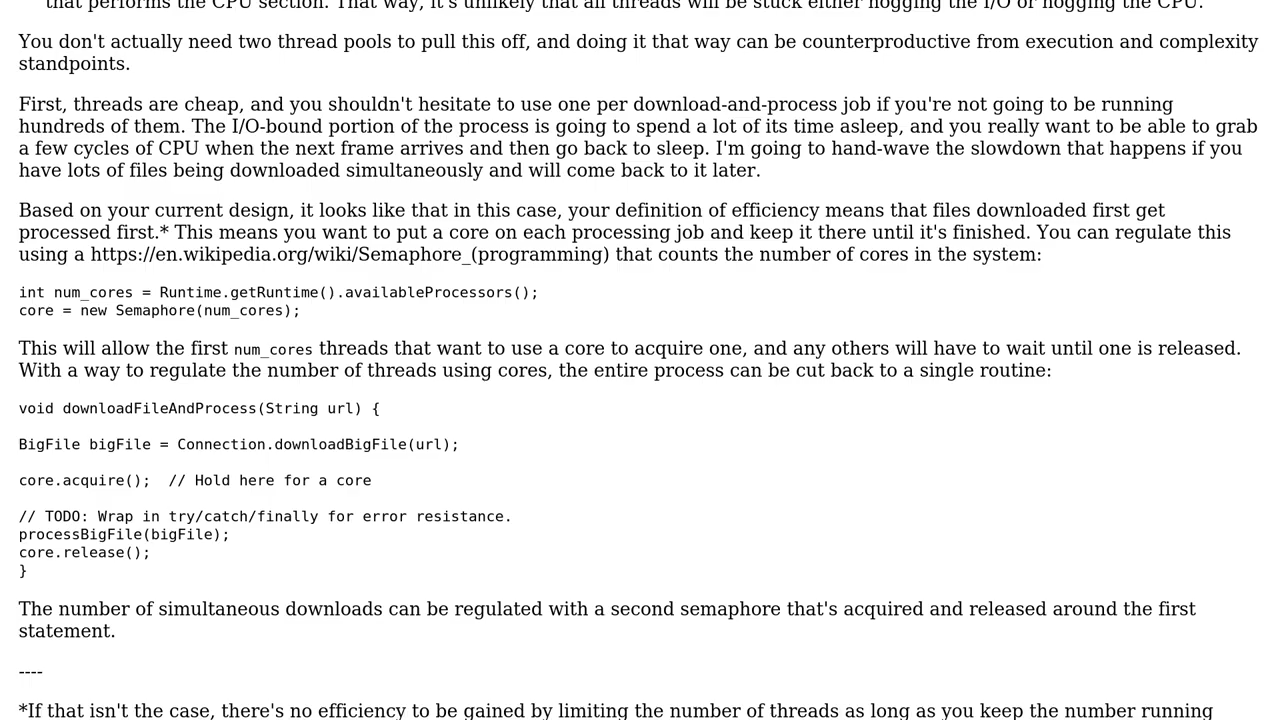 that performs the CPU section. That way, it's unlikely that all threads will be stuck either hogging the I/O or hogging the CPU.
You don't actually need two thread pools to pull this off, and doing it that way can be counterproductive from execution and complexity
standpoints.
First, threads are cheap, and you shouldn't hesitate to use one per download-and-process job if you're not going to be running
hundreds of them. The I/O-bound portion of the process is going to spend a lot of its time asleep, and you really want to be able to grab
a few cycles of CPU when the next frame arrives and then go back to sleep. I'm going to hand-wave the slowdown that happens if you
have lots of files being downloaded simultaneously and will come back to it later.
Based on your current design, it looks like that in this case, your definition of efficiency means that files downloaded first get
processed first.* This means you want to put a core on each processing job and keep it there until it's finished. You can regulate this
using a https://en.wikipedia.org/wiki/Semaphore_(programming) that counts the number of cores in the system:
int num_cores = Runtime.getRuntime().availableProcessors();
core = new Semaphore(num_cores);
This will allow the first num_cores threads that want to use a core to acquire one, and any others will have to wait until one is released.
With a way to regulate the number of threads using cores, the entire process can be cut back to a single routine:
void downloadFileAndProcess(String url) {
BigFile bigFile = Connection.downloadBigFile(url);
core.acquire();  // Hold here for a core
// TODO: Wrap in try/catch/finally for error resistance.
processBigFile(bigFile);
core.release();
}
The number of simultaneous downloads can be regulated with a second semaphore that's acquired and released around the first
statement.
----
*If that isn't the case, there's no efficiency to be gained by limiting the number of threads as long as you keep the number running